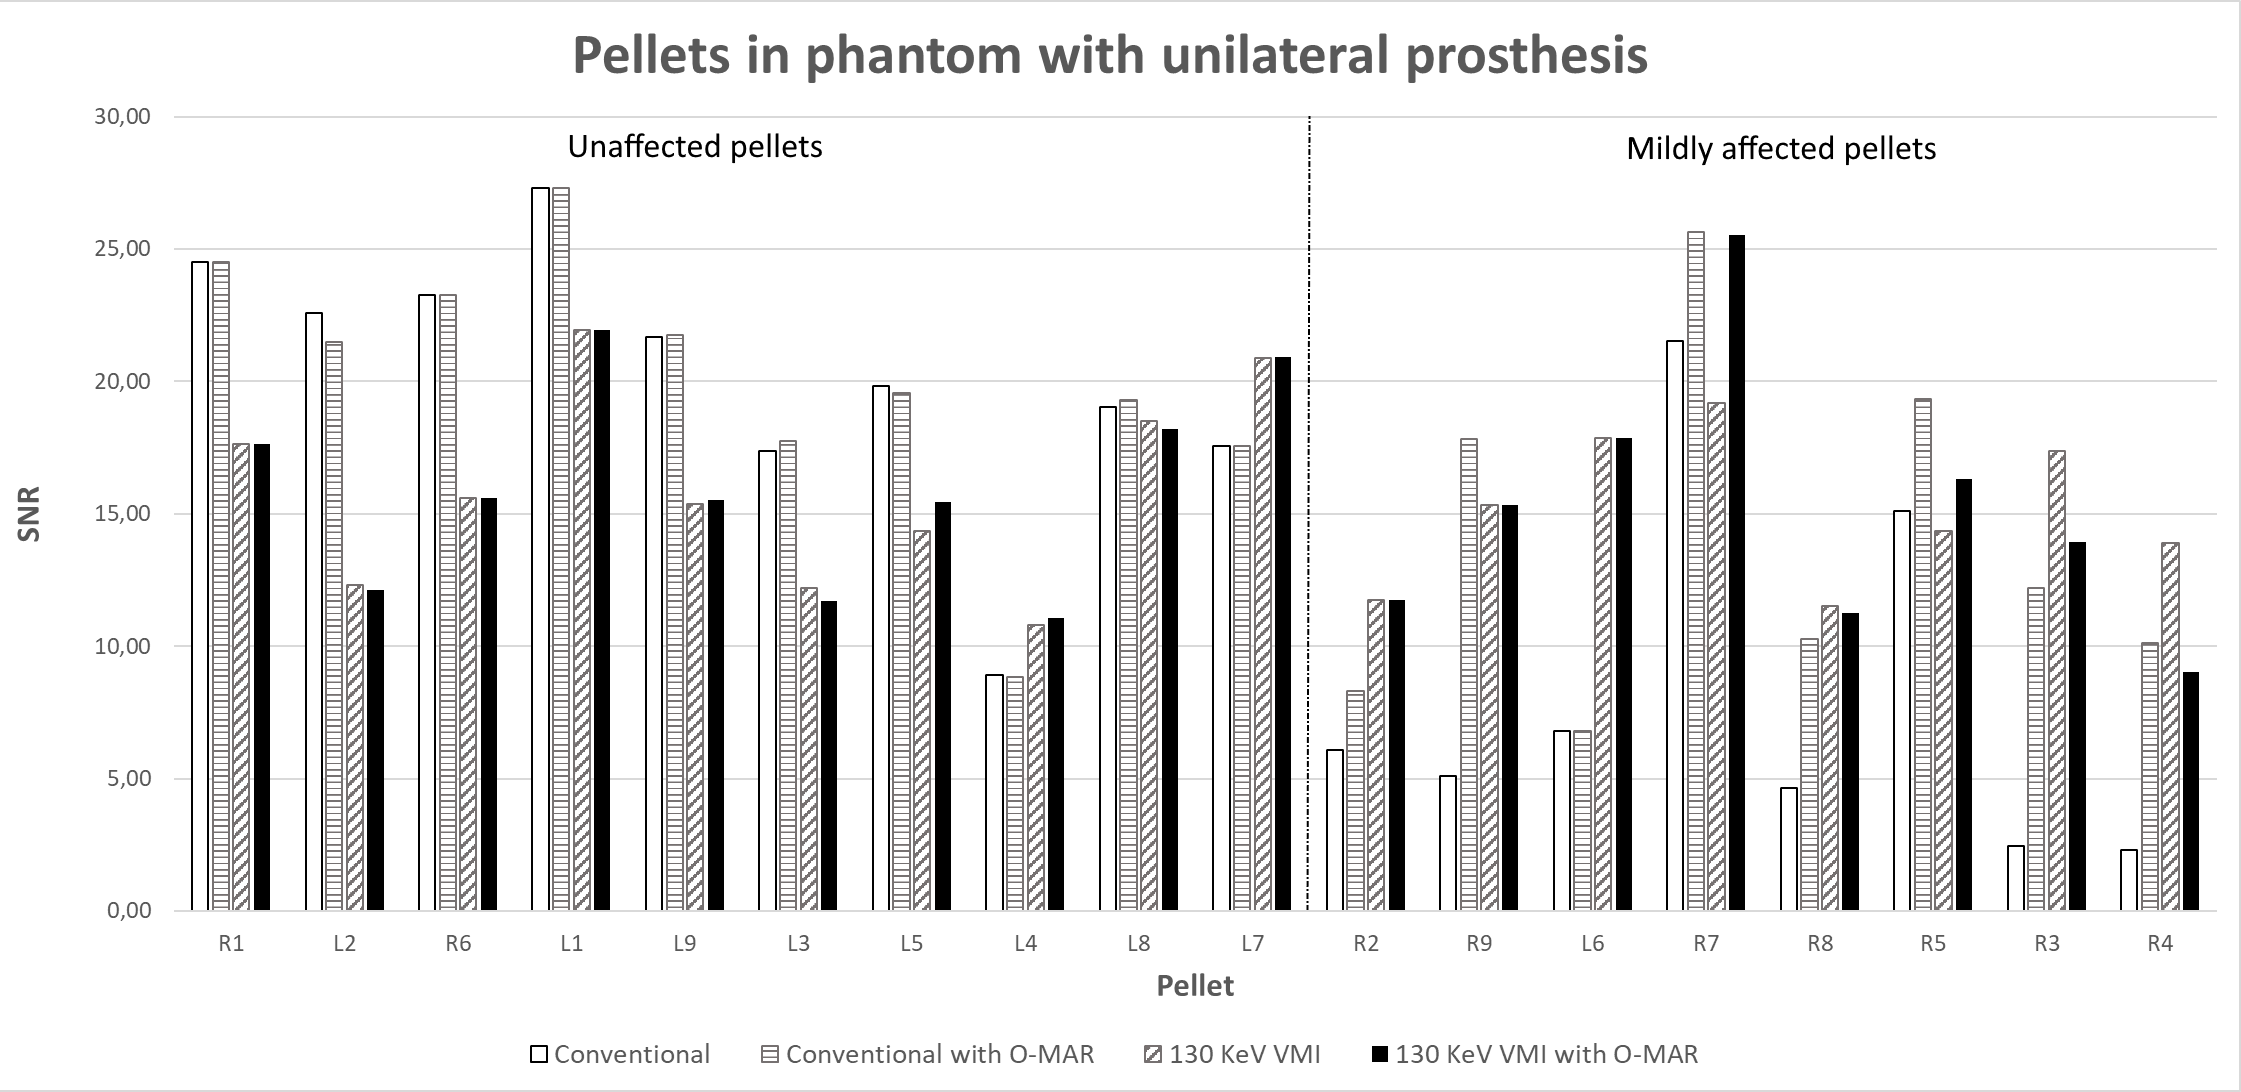 Pellets in phantom with unilateral prosthesis
30,00
Unaffected pellets
Mildly affected pellets
25,00
20,00
15,00
10,00
5,00
0,00
SNR
R1 L2 R6 L1 L9 L3 L5 L4 L8 L7 R2 R9 L6 R7 R8 R5 R3 R4
Pellet
Conventional Conventional with O-MAR 130 KeV VMI 130 KeV VMI with O-MAR